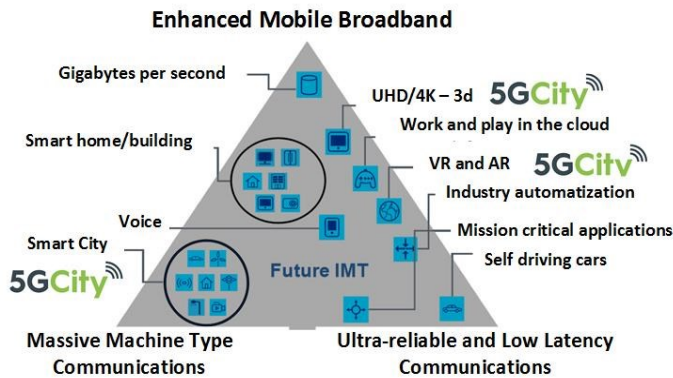 Enhanced Mobile Broadband
Gigabytes per second
UHD/4K – 3d
5GCity
Work and play in the cloud
Smart home/building
VR and AR
5GCity
Industry automatization
Voice
Mission critical applications
Smart City
Self driving cars
5GCity
Future IMT
Massive Machine Type
Communications
Ultra-reliable and Low Latency
Communications